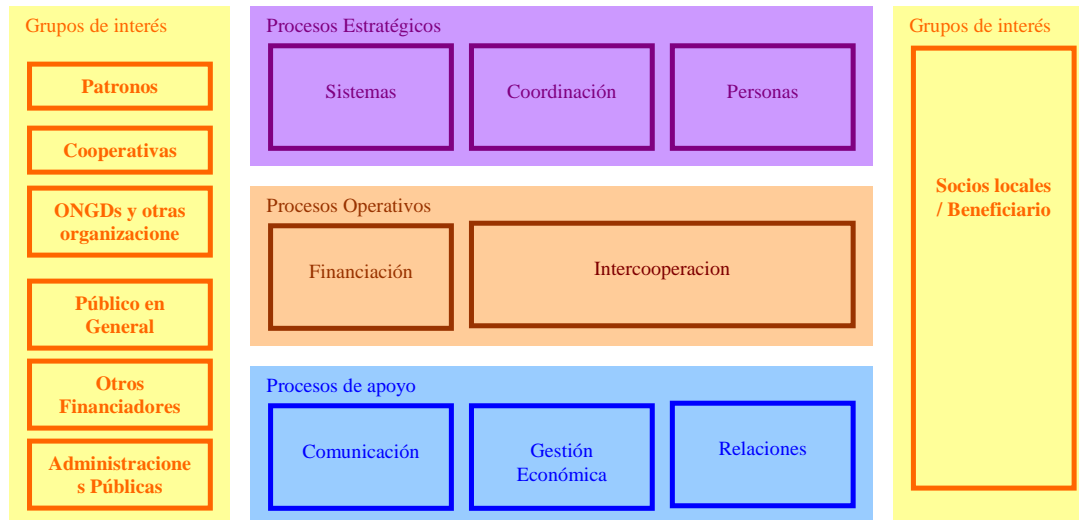 Grupos de interés
Patronos
Cooperativas
ONGDs y otras
organizacione
Público en
General
Otros
Financiadores
Administracione
s Públicas
Procesos Estratégicos
Sistemas
Coordinación
Personas
Procesos Operativos
Financiación
Intercooperacion
Procesos de apoyo
Comunicación
Gestión
Económica
Relaciones
Grupos de interés
Socios locales
/ Beneficiario